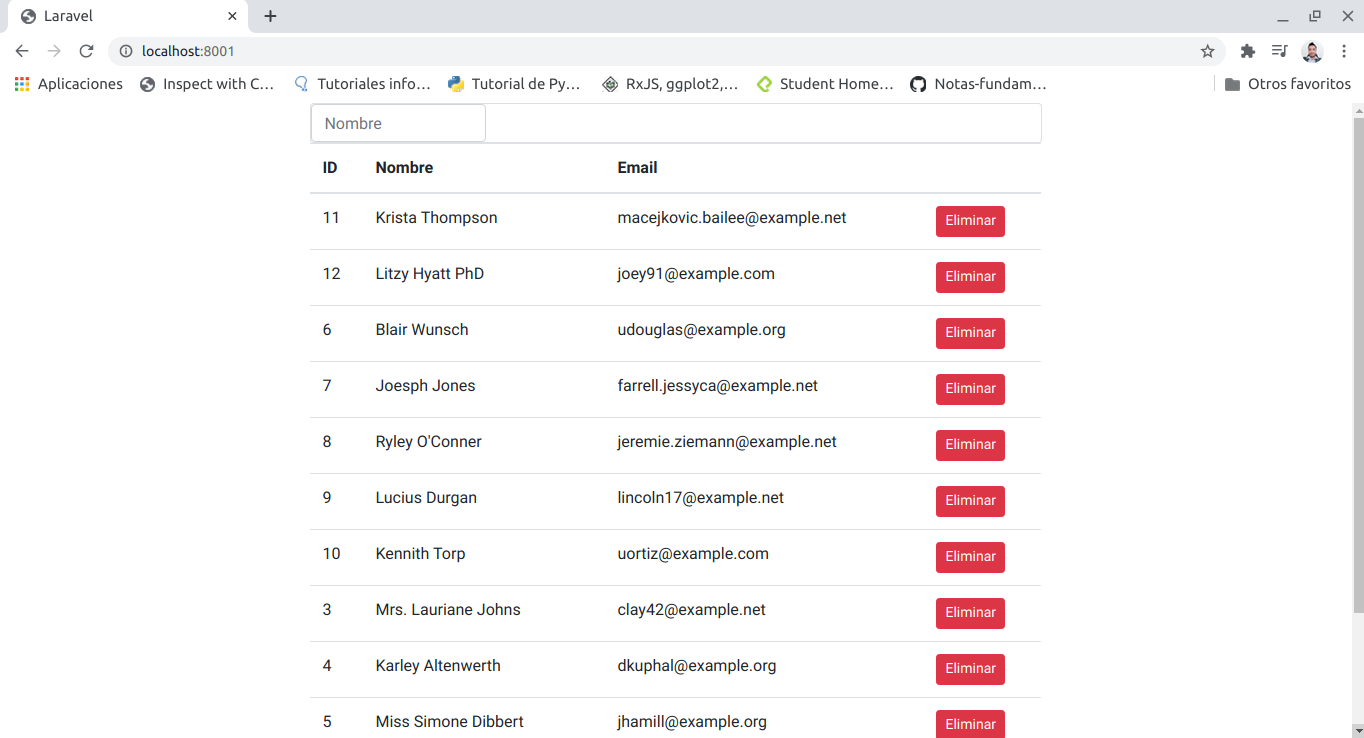 Laravel
localhost:8001
Aplicaciones Inspect with C... Tutoriales info... Tutorial de Py... RxJS, ggplot2,... Student Home... Notas-fundam... Otros favoritos
Nombre
ID Nombre Email
11 Krista Thompson macejkovic.bailee@example.net Eliminar
12 Litzy Hyatt PhD joey91@example.com Eliminar
6 Blair Wunsch udouglas@example.org Eliminar
7 Joesph Jones farrell.jessyca@example.net Eliminar
8 Ryley O'Conner jeremie.ziemann@example.net Eliminar
9 Lucius Durgan lincoln17@example.net Eliminar
10 Kennith Torp uortiz@example.com Eliminar
3 Mrs. Lauriane Johns clay42@example.net Eliminar
4 Karley Altenwerth dkuphal@example.org Eliminar
5 Miss Simone Dibbert jhamill@example.org Eliminar